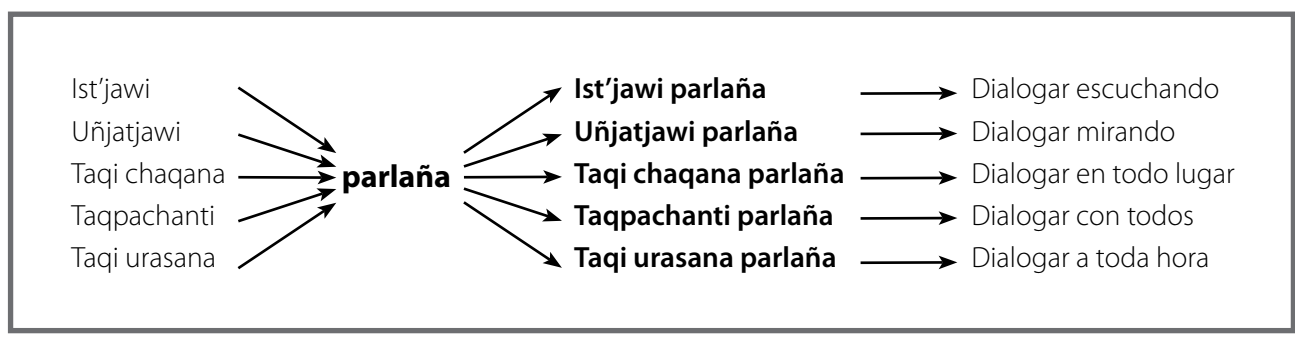 Ist’jawi
Uñjatjawi
Taqi chaqana
Taqpachanti
Taqi urasana
parlaña
Ist’jawi parlaña
Uñjatjawi parlaña
Taqi chaqana parlaña
Taqpachanti parlaña
Taqi urasana parlaña
Dialogar escuchando
Dialogar mirando
Dialogar en todo lugar
Dialogar con todos
Dialogar a toda hora